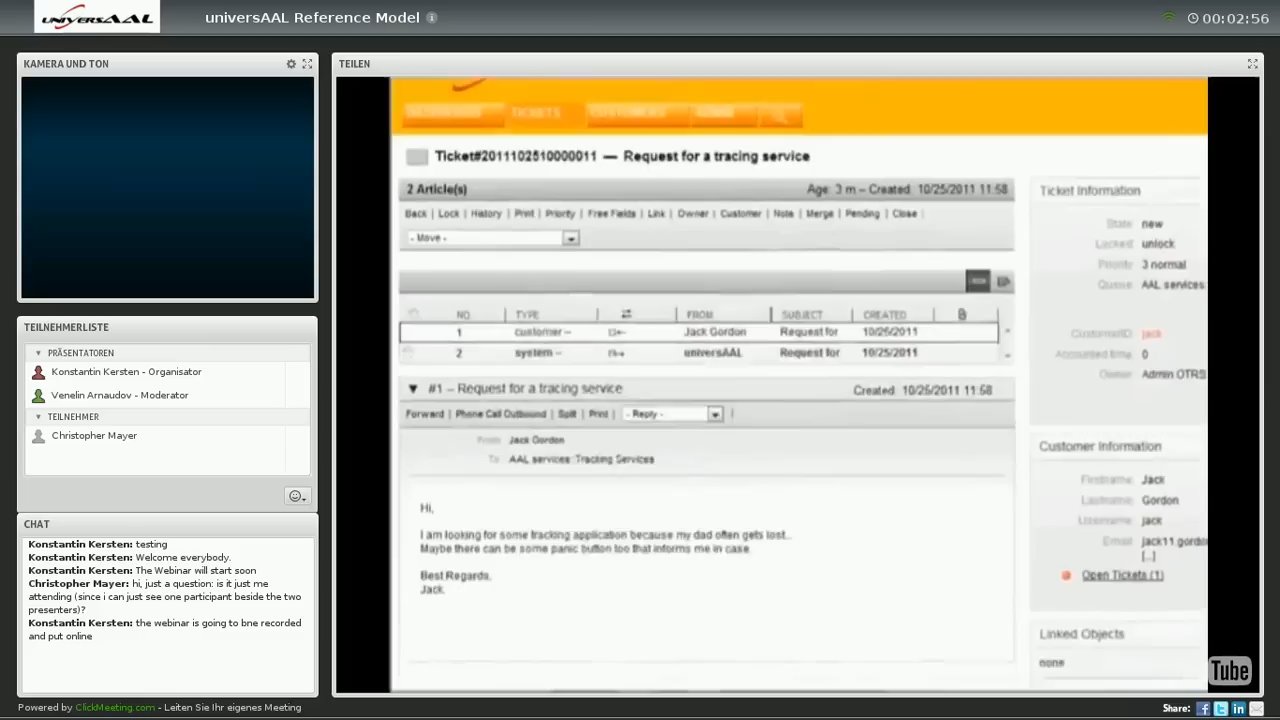 universAAL
universAAL Reference Model
00:02:56
KAMERA UND TON
TEILNEHMERLISTE
PRÄSENTATOREN
Konstantin Kersten - Organisator
Venelin Arnaudov - Moderator
TEILNEHMER
Christopher Mayer
CHAT
Konstantin Kersten: testing
Konstantin Kersten: Welcome everybody.
Konstantin Kersten: The Webinar will start soon
Christopher Mayer: hi, just a question: is it just me
attending (since i can just see one participant beside the two
presenters)?
Konstantin Kersten: the webinar is going to bne recorded
and put online
TEILEN
DASHBOARD TICKETS CUSTOMERS ADMIN
Ticket#2011102510000011 — Request for a tracing service
2 Article(s) Age: 3 m – Created: 10/25/2011 11:58
Back | Lock | History | Print | Priority | Free Fields | Link | Owner | Customer | Note | Merge | Pending | Close |
- Move -
NO. TYPE FROM SUBJECT CREATED
1 customer – Jack Gordon Request for 10/25/2011
2 system – universAAL Request for 10/25/2011
#1 – Request for a tracing service Created: 10/25/2011 11:58
Forward | Phone Call Outbound | Split | Print | - Reply - |
From: Jack Gordon
To: AAL services::Tracking Services
Hi,
I am looking for some tracking application because my dad often gets lost...
Maybe there can be some panic button too that informs me in case.
Best Regards,
Jack.
Ticket Information
State: new
Locked: unlock
Priority: 3 normal
Queue: AAL services:
CustomerID: jack
Accounted time: 0
Owner: Admin OTRS
Customer Information
Firstname: Jack
Lastname: Gordon
Username: jack
Email: jack11.gordo
[...]
Open Tickets (1)
Linked Objects
none
Tube
Powered by ClickMeeting.com - Leiten Sie Ihr eigenes Meeting
Share: